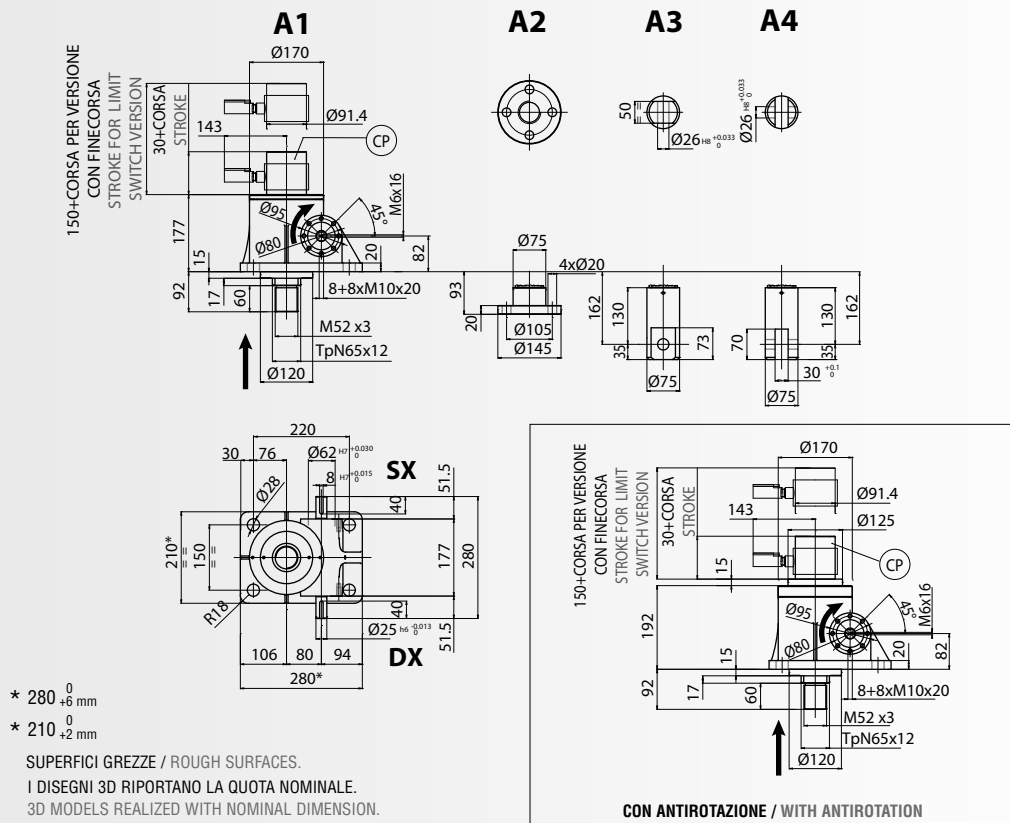 A1
A2
A3
A4
150+CORSA PER VERSIONE
CON FINECORSA
STROKE FOR LIMIT
SWITCH VERSION
30+CORSA
STROKE
Ø170
Ø91.4
143
CP
Ø95
Ø80
45°
M6x16
177
15
92
17
60
20
82
8+8xM10x20
M52 x3
TpN65x12
Ø120
Ø75
4xØ20
93
20
Ø105
Ø145
50
Ø26 H8 +0.033 0
162
130
35
73
Ø75
Ø26 H8 +0.033 0
70
130
35
162
30 +0.1 0
Ø75
220
30
76
Ø62 H7 +0.030 0
8 H7 +0.015 0
SX
51.5
40
Ø28
210*
=
150
=
177
280
R18
40
Ø25 h6 -0.013 0
51.5
DX
106
80
94
280*
150+CORSA PER VERSIONE
CON FINECORSA
STROKE FOR LIMIT
SWITCH VERSION
30+CORSA
STROKE
Ø170
Ø91.4
143
Ø125
15
CP
Ø95
Ø80
45°
M6x16
192
15
92
17
60
20
82
8+8xM10x20
M52 x3
TpN65x12
Ø120
* 280 0 +6 mm
* 210 0 +2 mm
SUPERFICI GREZZE / ROUGH SURFACES.
I DISEGNI 3D RIPORTANO LA QUOTA NOMINALE.
3D MODELS REALIZED WITH NOMINAL DIMENSION.
CON ANTIROTAZIONE / WITH ANTIROTATION